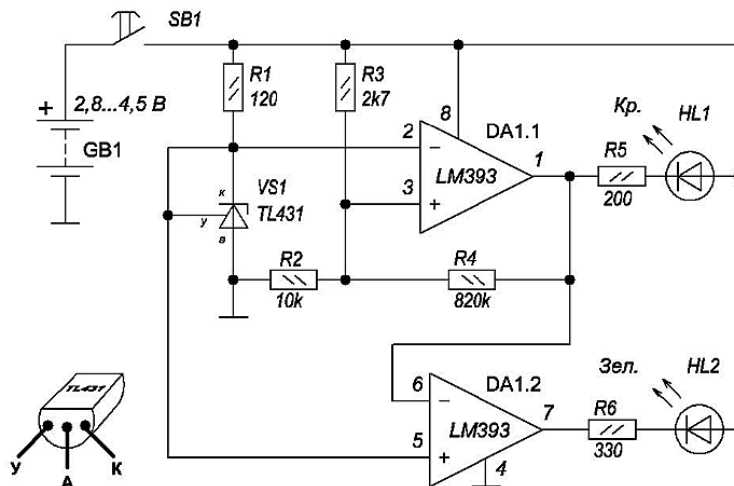 SB1
+ 2,8...4,5 В
GB1
R1
120
R3
2k7
8
DA1.1
2
−
LM393
3
+
1
Кр.
HL1
R5
200
к
у
в
VS1
TL431
R2
10k
R4
820k
6
−
DA1.2
LM393
5
+
4
7
Зел.
HL2
R6
330
TL431
У
А
К